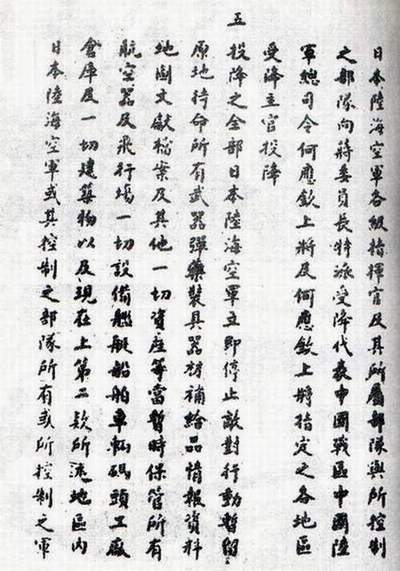 日本陸海空軍各級指揮官及其所屬部隊與所控制
之部隊向蔣委員長特派受降代表中國戰區中國陸
軍總司令何應欽上將及何應欽上將指定之各地區
受降主官投降
五投降之全部日本陸海空軍立即停止敵對行動暫留
原地待命所有武器彈藥裝具器材補給品情報資料
地圖文獻檔案及其他一切資產等當暫時保管所有
航空器及飛行場一切設備艦艇船舶車輛碼頭工廠
倉庫及一切建築物以及現在上第二款所述地區內
日本陸海空軍或其控制之部隊所有或所控制之軍